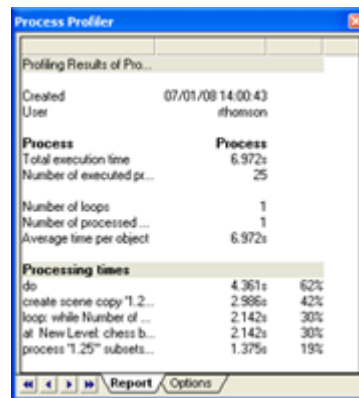 Process Profiler
Profiling Results of Pro...
Created 07/01/08 14:00:43
User rthomson
Process Process
Total execution time 6.972s
Number of executed pr... 25
Number of loops 1
Number of processed ... 1
Average time per object 6.972s
Processing times
do 4.361s 62%
create scene copy '1.2... 2.986s 42%
loop: while Number of ... 2.142s 30%
at New Level: chess b... 2.142s 30%
process "1.25" subsets... 1.375s 19%
Report Options